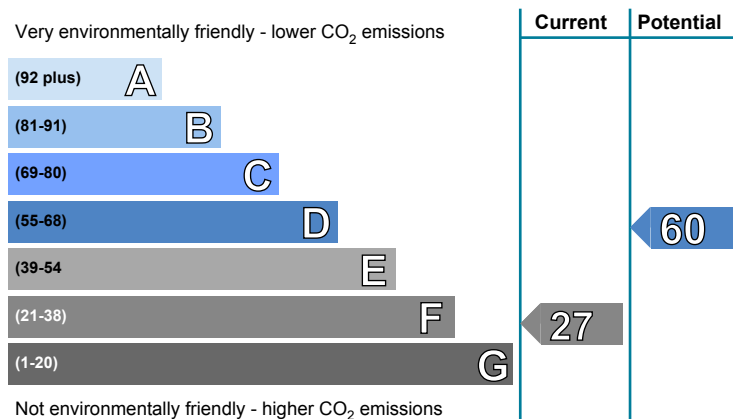 Current Potential
Very environmentally friendly - lower CO2 emissions
(92 plus) A
(81-91) B
(69-80) C
(55-68) D 60
(39-54 E
(21-38) F 27
(1-20) G
Not environmentally friendly - higher CO2 emissions